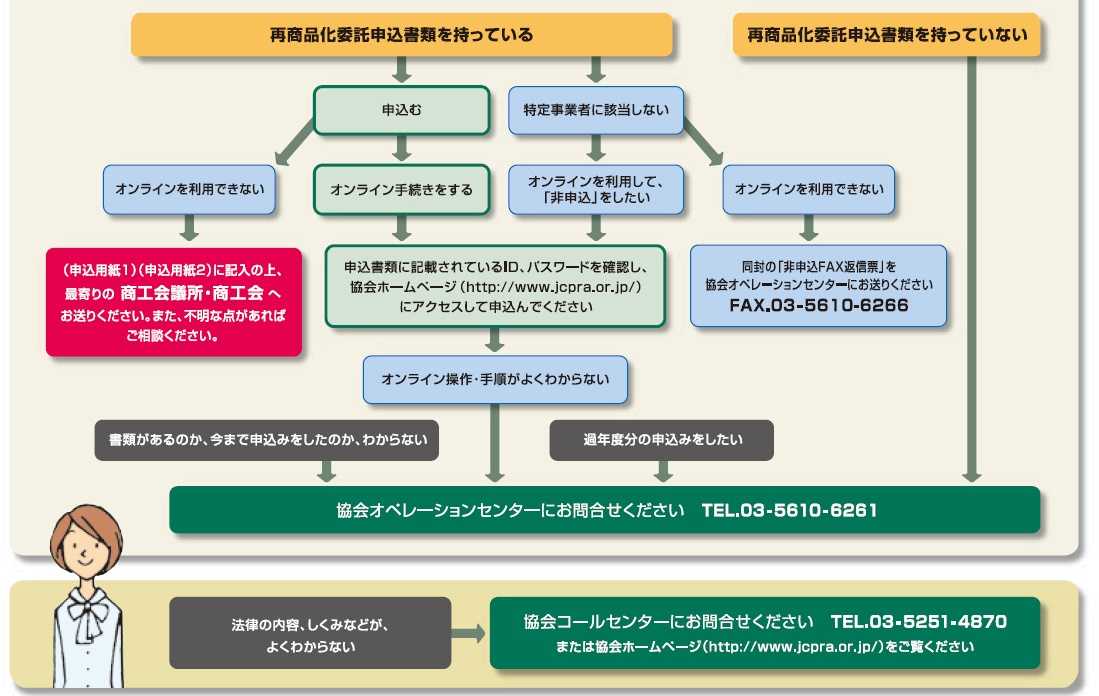 再商品化委託申込書類を持っている
再商品化委託申込書類を持っていない
申込む
特定事業者に該当しない
オンラインを利用できない
オンライン手続きをする
オンラインを利用して、
「非申込」をしたい
オンラインを利用できない
（申込用紙1）（申込用紙2）に記入の上、
最寄りの 商工会議所・商工会 へ
お送りください。また、不明な点があれば
ご相談ください。
申込書類に記載されているID、パスワードを確認し、
協会ホームページ（http://www.jcpra.or.jp/）
にアクセスして申込んでください
同封の「非申込FAX返信票」を
協会オペレーションセンターにお送りください
FAX.03-5610-6266
オンライン操作・手順がよくわからない
書類があるのか、今まで申込みをしたのか、わからない
過年度分の申込みをしたい
協会オペレーションセンターにお問合せください TEL.03-5610-6261
法律の内容、しくみなどが、
よくわからない
協会コールセンターにお問合せください TEL.03-5251-4870
または協会ホームページ（http://www.jcpra.or.jp/）をご覧ください